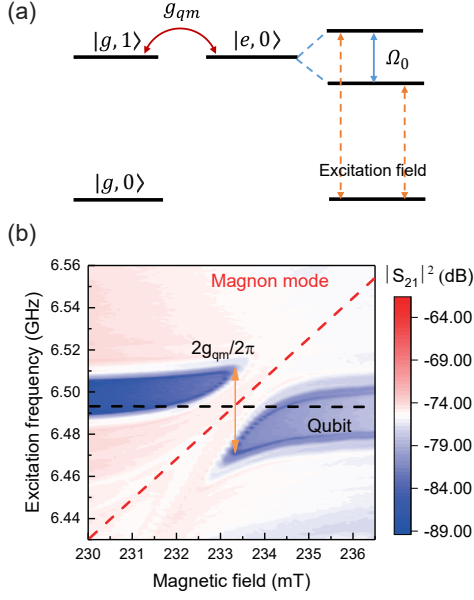 (a)
g_qm
|g, 1⟩
|e, 0⟩
Ω₀
|g, 0⟩
Excitation field
(b)
|S₂₁|² (dB)
6.56
6.54
6.52
6.50
6.48
6.46
6.44
Excitation frequency (GHz)
Magnon mode
2g_qm/2π
Qubit
-64.00
-69.00
-74.00
-79.00
-84.00
-89.00
230
231
232
233
234
235
236
Magnetic field (mT)